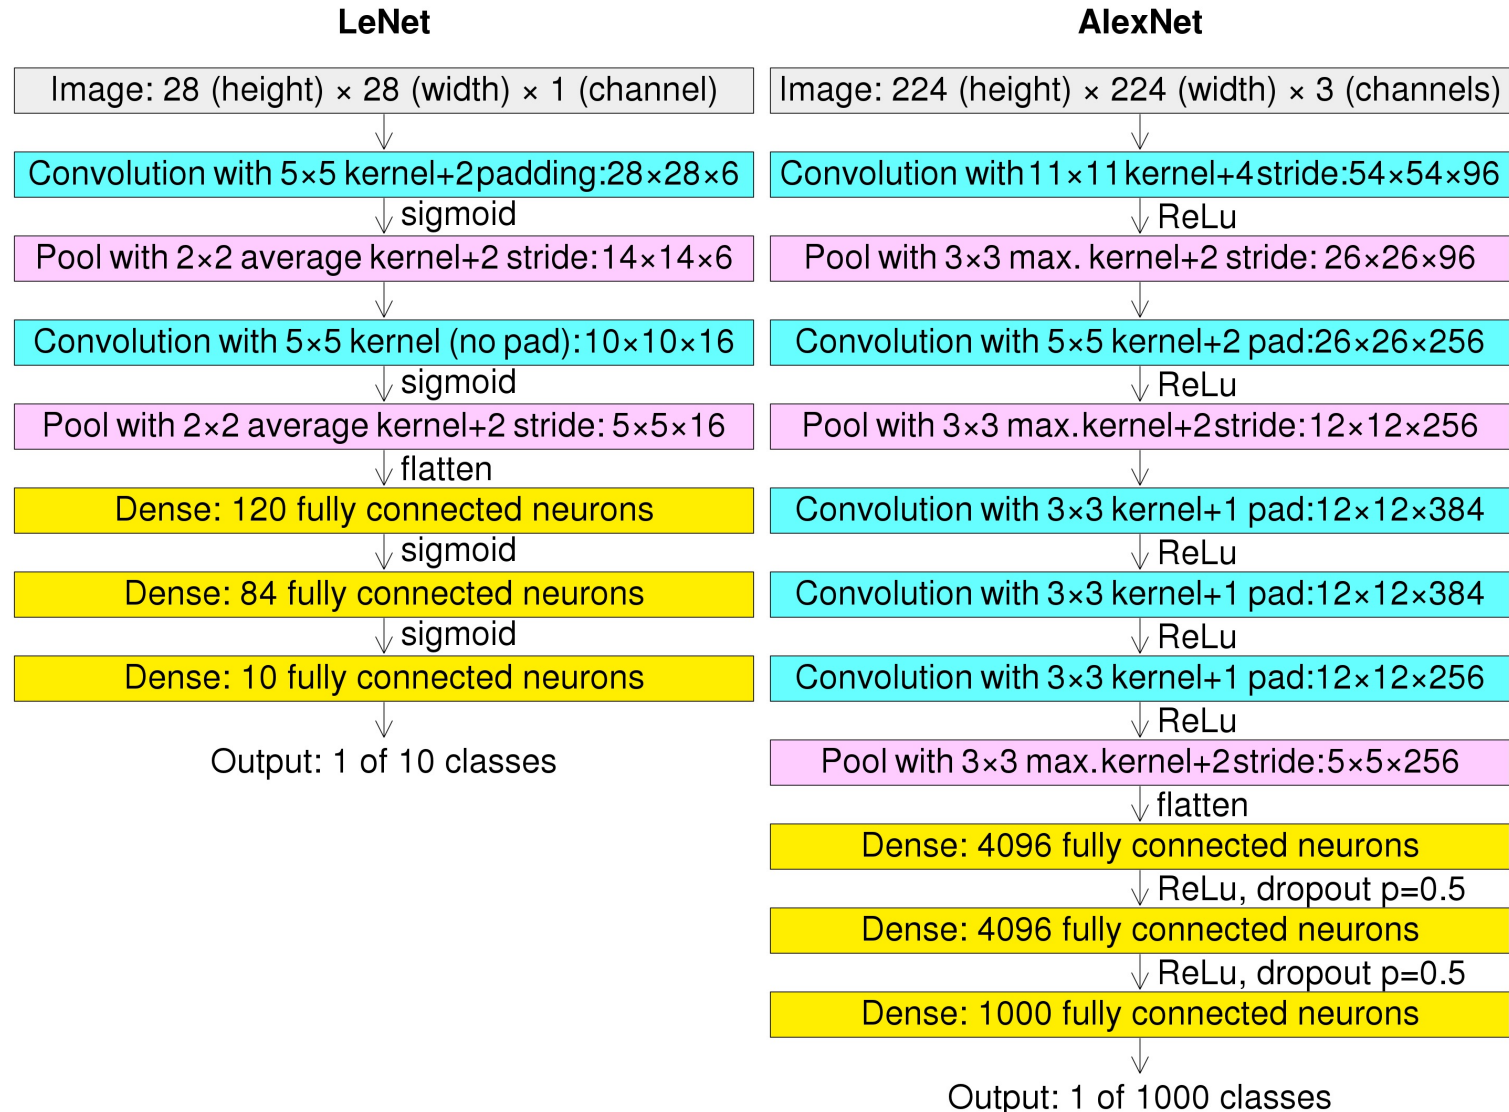 LeNet
Image: 28 (height) × 28 (width) × 1 (channel)
Convolution with 5×5 kernel+2padding:28×28×6
sigmoid
Pool with 2×2 average kernel+2 stride:14×14×6
Convolution with 5×5 kernel (no pad):10×10×16
sigmoid
Pool with 2×2 average kernel+2 stride: 5×5×16
flatten
Dense: 120 fully connected neurons
sigmoid
Dense: 84 fully connected neurons
sigmoid
Dense: 10 fully connected neurons
Output: 1 of 10 classes
AlexNet
Image: 224 (height) × 224 (width) × 3 (channels)
Convolution with 11×11 kernel+4 stride:54×54×96
ReLu
Pool with 3×3 max. kernel+2 stride: 26×26×96
Convolution with 5×5 kernel+2 pad:26×26×256
ReLu
Pool with 3×3 max.kernel+2stride:12×12×256
Convolution with 3×3 kernel+1 pad:12×12×384
ReLu
Convolution with 3×3 kernel+1 pad:12×12×384
ReLu
Convolution with 3×3 kernel+1 pad:12×12×256
ReLu
Pool with 3×3 max.kernel+2stride:5×5×256
flatten
Dense: 4096 fully connected neurons
ReLu, dropout p=0.5
Dense: 4096 fully connected neurons
ReLu, dropout p=0.5
Dense: 1000 fully connected neurons
Output: 1 of 1000 classes